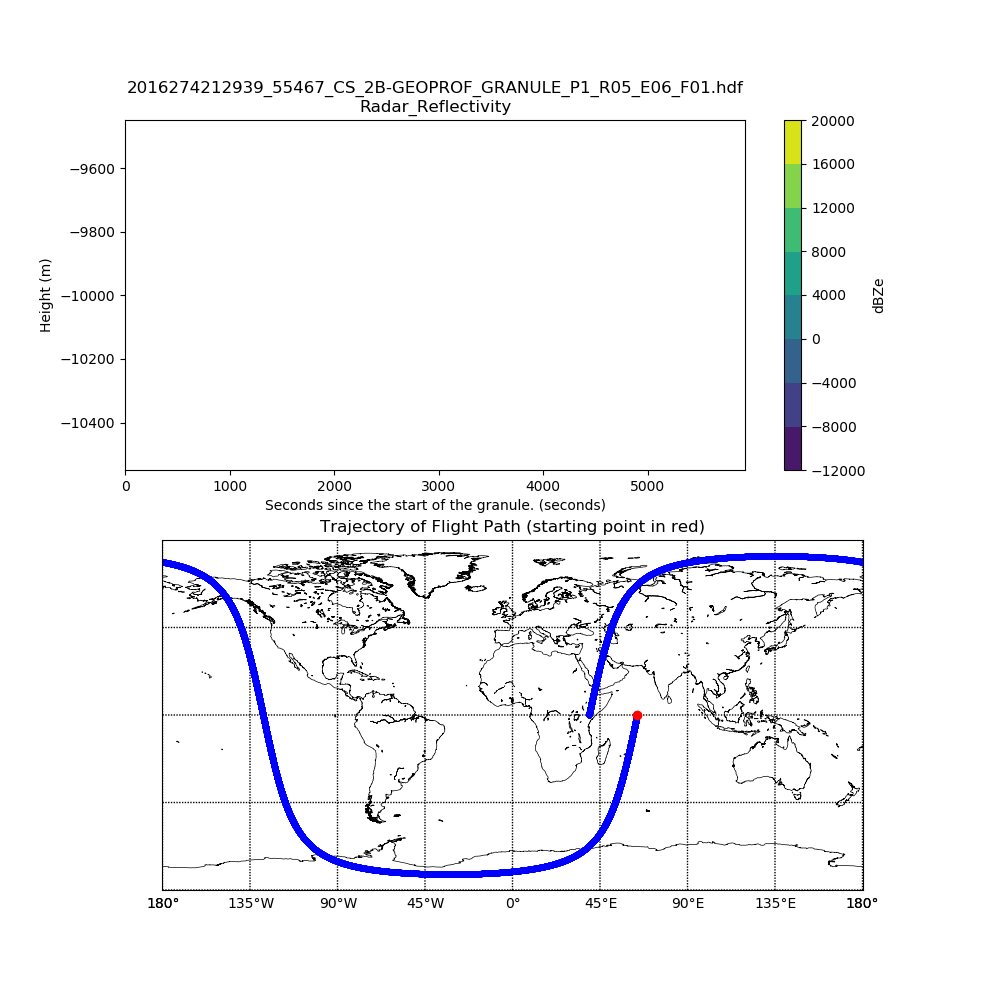 2016274212939_55467_CS_2B-GEOPROF_GRANULE_P1_R05_E06_F01.hdf
Radar_Reflectivity
−9600
−9800
−10000
−10200
−10400
Height (m)
0 1000 2000 3000 4000 5000
Seconds since the start of the granule. (seconds)
20000
16000
12000
8000
4000
0
−4000
−8000
−12000
dBZe
Trajectory of Flight Path (starting point in red)
180° 135°W 90°W 45°W 0° 45°E 90°E 135°E 180°